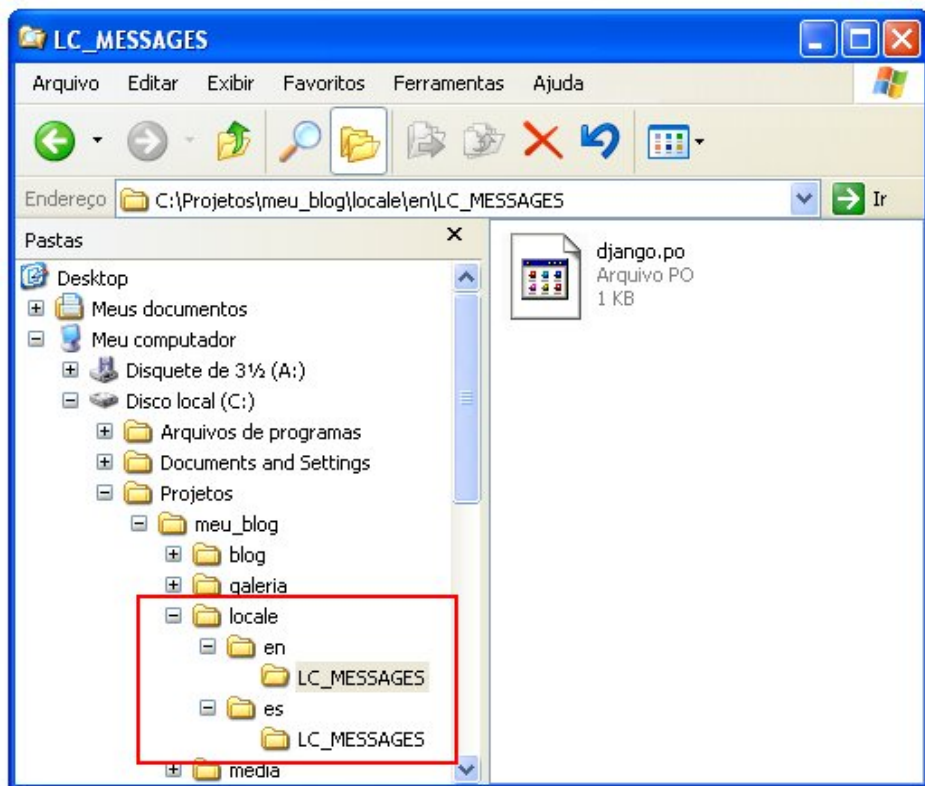 LC_MESSAGES
Arquivo Editar Exibir Favoritos Ferramentas Ajuda
Endereço C:\Projetos\meu_blog\locale\en\LC_MESSAGES Ir
Pastas
Desktop
Meus documentos
Meu computador
Disquete de 3½ (A:)
Disco local (C:)
Arquivos de programas
Documents and Settings
Projetos
meu_blog
blog
galeria
locale
en
LC_MESSAGES
es
LC_MESSAGES
media
django.po
Arquivo PO
1 KB